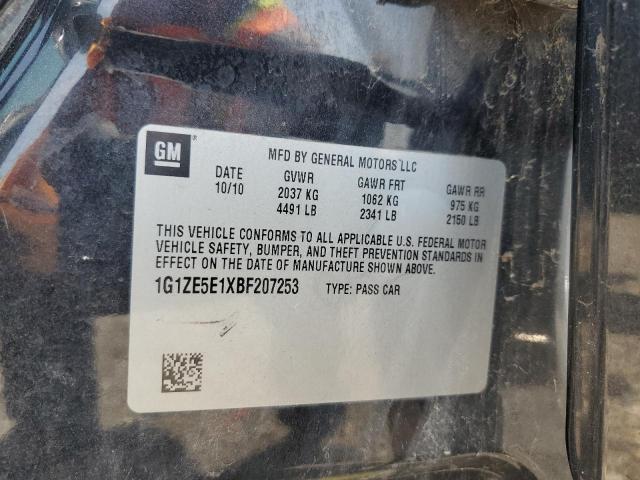 GM ®
MFD BY GENERAL MOTORS LLC
DATE GVWR GAWR FRT GAWR RR
10/10 2037 KG 1062 KG 975 KG
4491 LB 2341 LB 2150 LB
THIS VEHICLE CONFORMS TO ALL APPLICABLE U.S. FEDERAL MOTOR
VEHICLE SAFETY, BUMPER, AND THEFT PREVENTION STANDARDS IN
EFFECT ON THE DATE OF MANUFACTURE SHOWN ABOVE.
1G1ZE5E1XBF207253 TYPE: PASS CAR